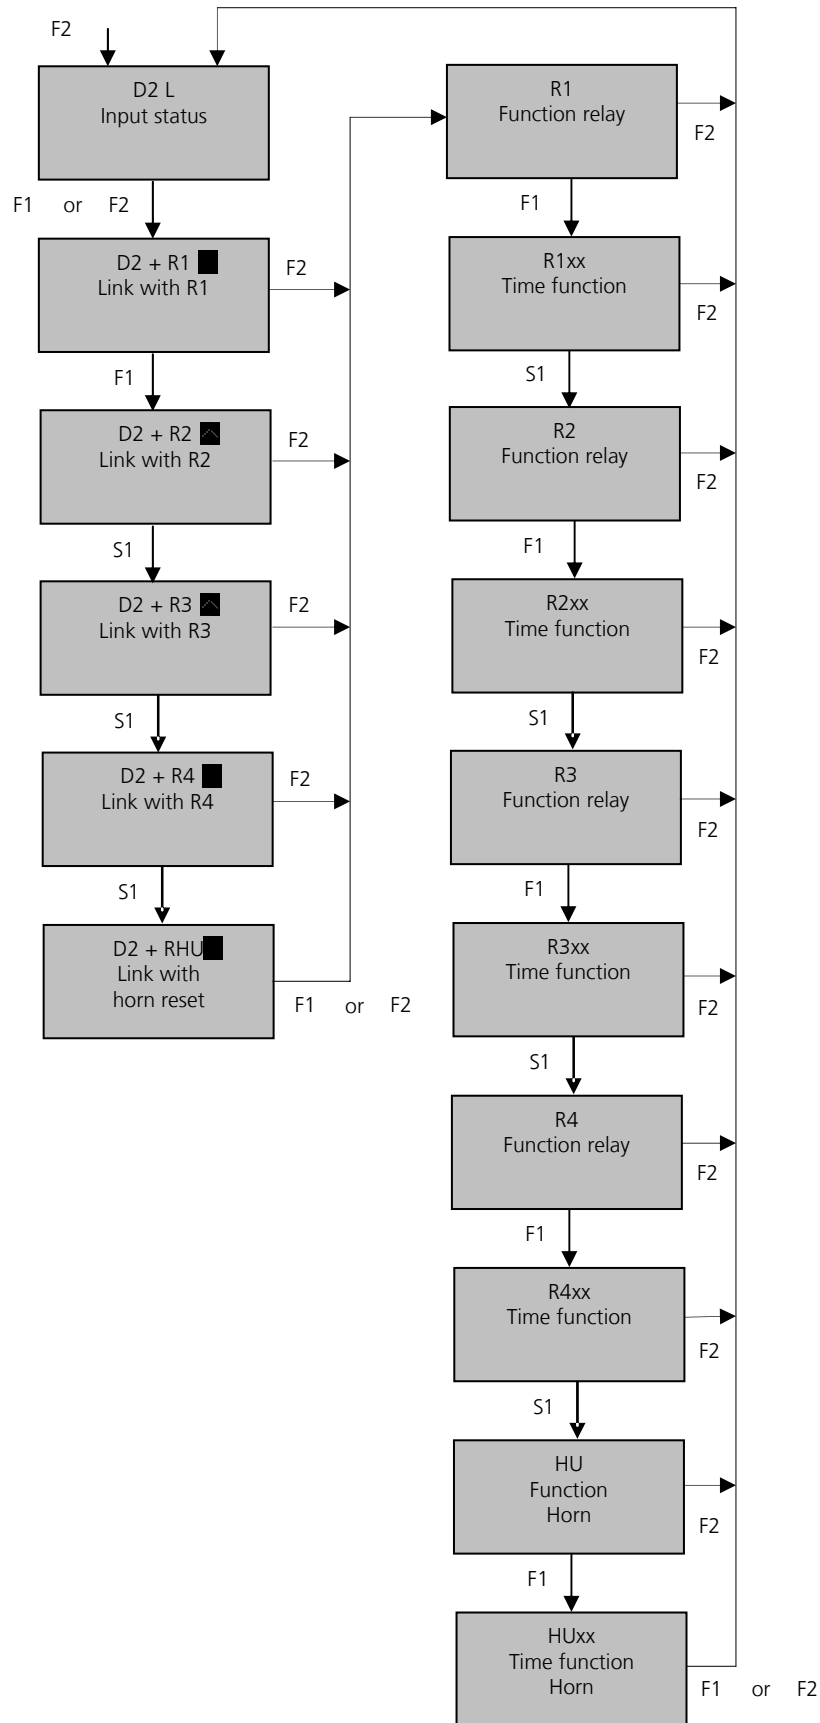 F2
D2 L
Input status
F1 or F2
D2 + R1
Link with R1
F2
F1
D2 + R2
Link with R2
F2
S1
D2 + R3
Link with R3
F2
S1
D2 + R4
Link with R4
F2
S1
D2 + RHU
Link with
horn reset
F1 or F2
R1
Function relay
F2
F1
R1xx
Time function
F2
S1
R2
Function relay
F2
F1
R2xx
Time function
F2
S1
R3
Function relay
F2
F1
R3xx
Time function
F2
S1
R4
Function relay
F2
F1
R4xx
Time function
F2
S1
HU
Function
Horn
F2
F1
HUxx
Time function
Horn
F1 or F2